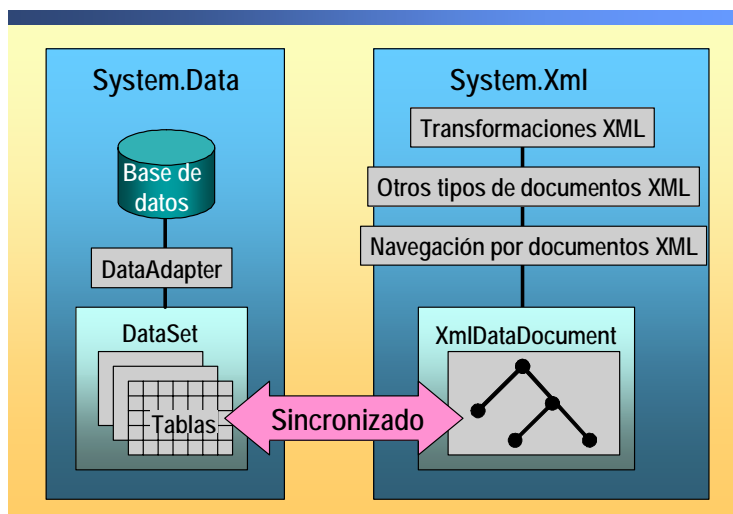 System.Data
Base de
datos
DataAdapter
DataSet
Tablas
Sincronizado
System.Xml
Transformaciones XML
Otros tipos de documentos XML
Navegación por documentos XML
XmlDataDocument